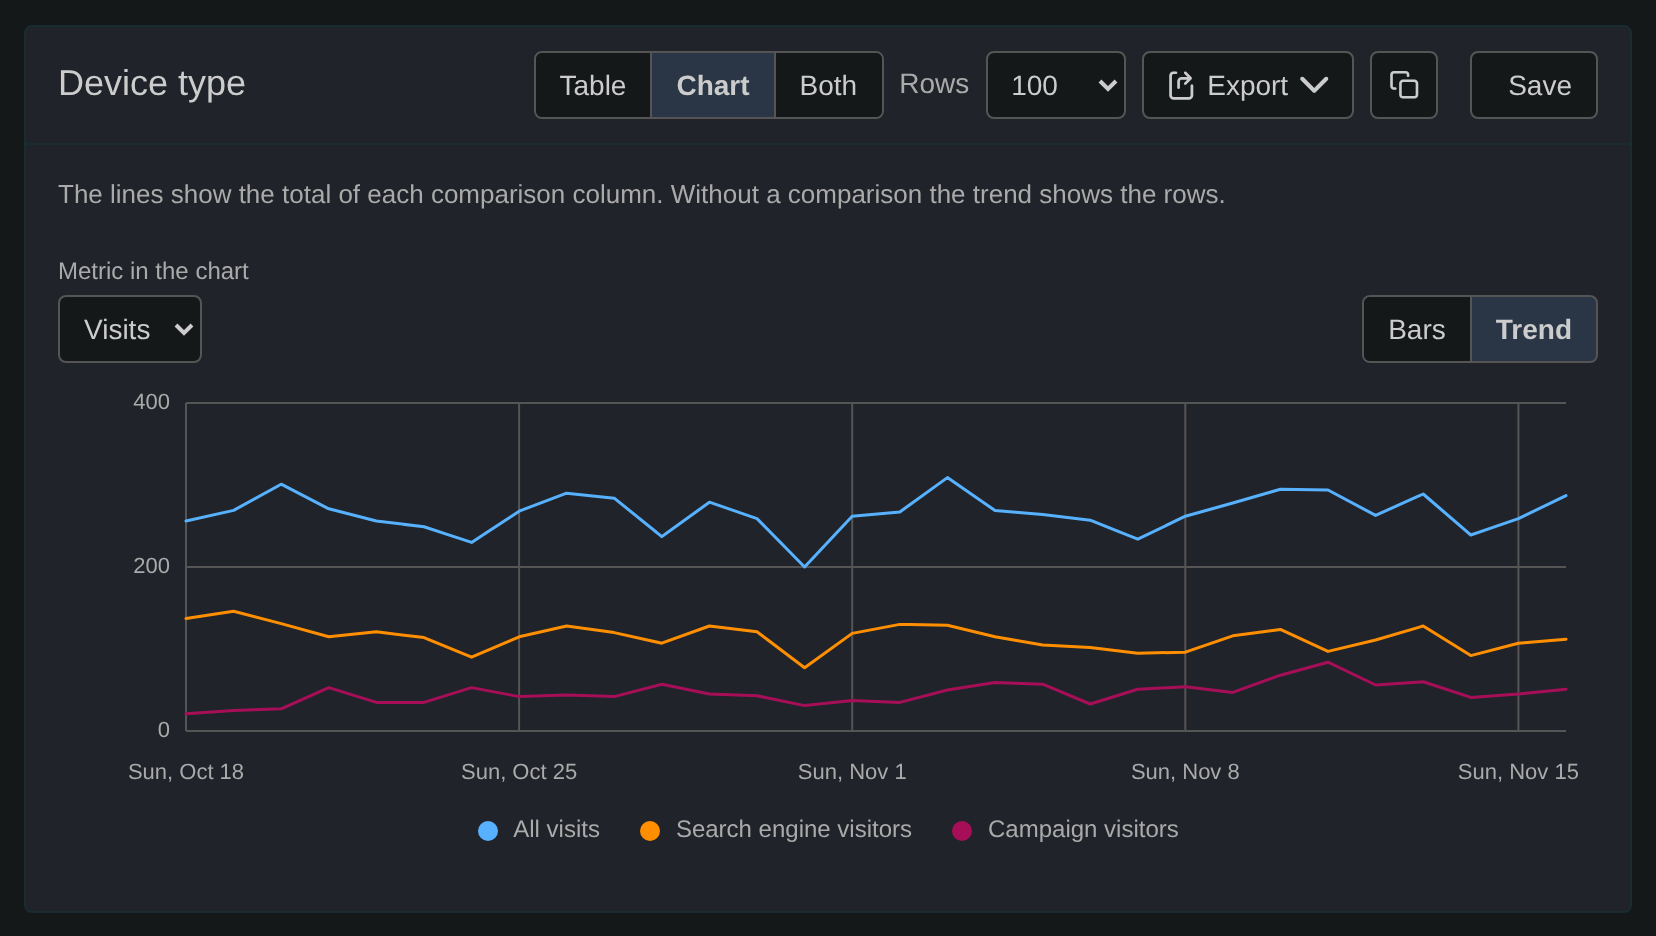 Device type
Table Chart Both Rows 100 Export Save
The lines show the total of each comparison column. Without a comparison the trend shows the rows.
Metric in the chart
Visits Bars Trend
400
200
0
Sun, Oct 18 Sun, Oct 25 Sun, Nov 1 Sun, Nov 8 Sun, Nov 15
All visits Search engine visitors Campaign visitors